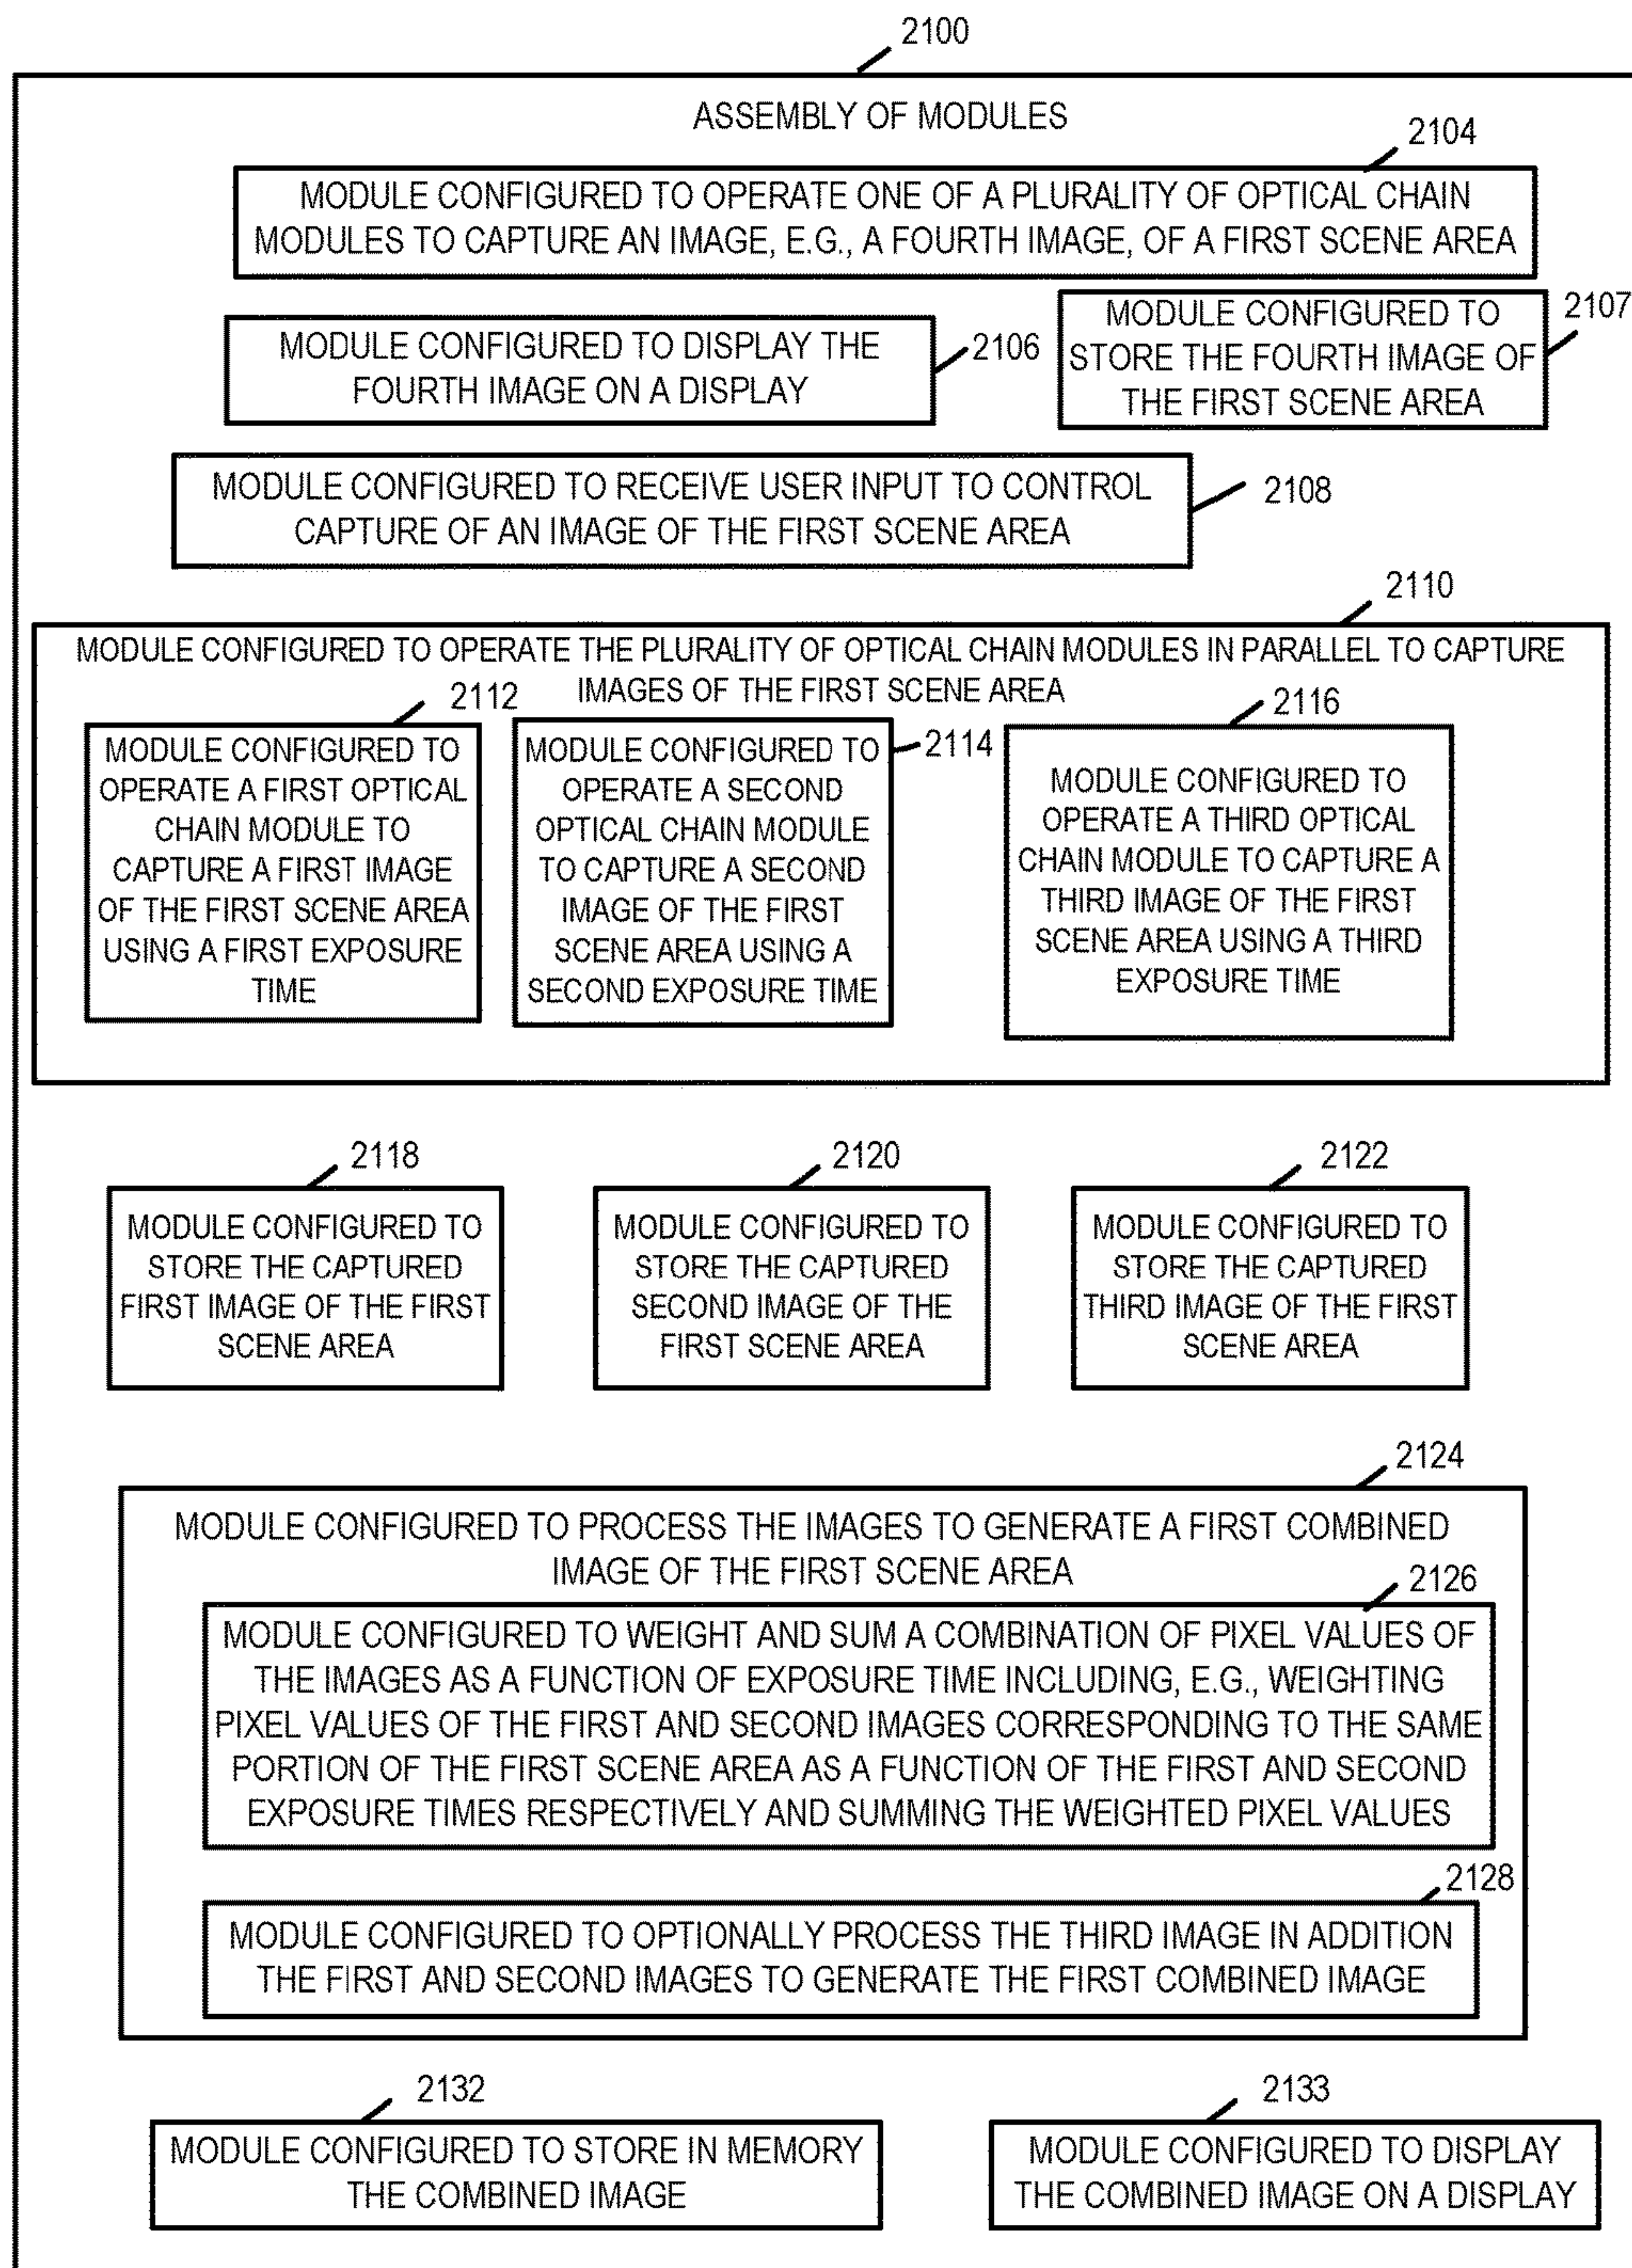 2100
ASSEMBLY OF MODULES
2104
MODULE CONFIGURED TO OPERATE ONE OF A PLURALITY OF OPTICAL CHAIN
MODULES TO CAPTURE AN IMAGE, E.G., A FOURTH IMAGE, OF A FIRST SCENE AREA
MODULE CONFIGURED TO DISPLAY THE
FOURTH IMAGE ON A DISPLAY
2106
MODULE CONFIGURED TO
STORE THE FOURTH IMAGE OF
THE FIRST SCENE AREA
2107
MODULE CONFIGURED TO RECEIVE USER INPUT TO CONTROL
CAPTURE OF AN IMAGE OF THE FIRST SCENE AREA
2108
2110
MODULE CONFIGURED TO OPERATE THE PLURALITY OF OPTICAL CHAIN MODULES IN PARALLEL TO CAPTURE
IMAGES OF THE FIRST SCENE AREA
2112
MODULE CONFIGURED TO
OPERATE A FIRST OPTICAL
CHAIN MODULE TO
CAPTURE A FIRST IMAGE
OF THE FIRST SCENE AREA
USING A FIRST EXPOSURE
TIME
2114
MODULE CONFIGURED TO
OPERATE A SECOND
OPTICAL CHAIN MODULE
TO CAPTURE A SECOND
IMAGE OF THE FIRST
SCENE AREA USING A
SECOND EXPOSURE TIME
2116
MODULE CONFIGURED TO
OPERATE A THIRD OPTICAL
CHAIN MODULE TO CAPTURE A
THIRD IMAGE OF THE FIRST
SCENE AREA USING A THIRD
EXPOSURE TIME
2118
MODULE CONFIGURED TO
STORE THE CAPTURED
FIRST IMAGE OF THE FIRST
SCENE AREA
2120
MODULE CONFIGURED TO
STORE THE CAPTURED
SECOND IMAGE OF THE
FIRST SCENE AREA
2122
MODULE CONFIGURED TO
STORE THE CAPTURED
THIRD IMAGE OF THE FIRST
SCENE AREA
2124
MODULE CONFIGURED TO PROCESS THE IMAGES TO GENERATE A FIRST COMBINED
IMAGE OF THE FIRST SCENE AREA
2126
MODULE CONFIGURED TO WEIGHT AND SUM A COMBINATION OF PIXEL VALUES OF
THE IMAGES AS A FUNCTION OF EXPOSURE TIME INCLUDING, E.G., WEIGHTING
PIXEL VALUES OF THE FIRST AND SECOND IMAGES CORRESPONDING TO THE SAME
PORTION OF THE FIRST SCENE AREA AS A FUNCTION OF THE FIRST AND SECOND
EXPOSURE TIMES RESPECTIVELY AND SUMMING THE WEIGHTED PIXEL VALUES
2128
MODULE CONFIGURED TO OPTIONALLY PROCESS THE THIRD IMAGE IN ADDITION
THE FIRST AND SECOND IMAGES TO GENERATE THE FIRST COMBINED IMAGE
2132
MODULE CONFIGURED TO STORE IN MEMORY
THE COMBINED IMAGE
2133
MODULE CONFIGURED TO DISPLAY
THE COMBINED IMAGE ON A DISPLAY